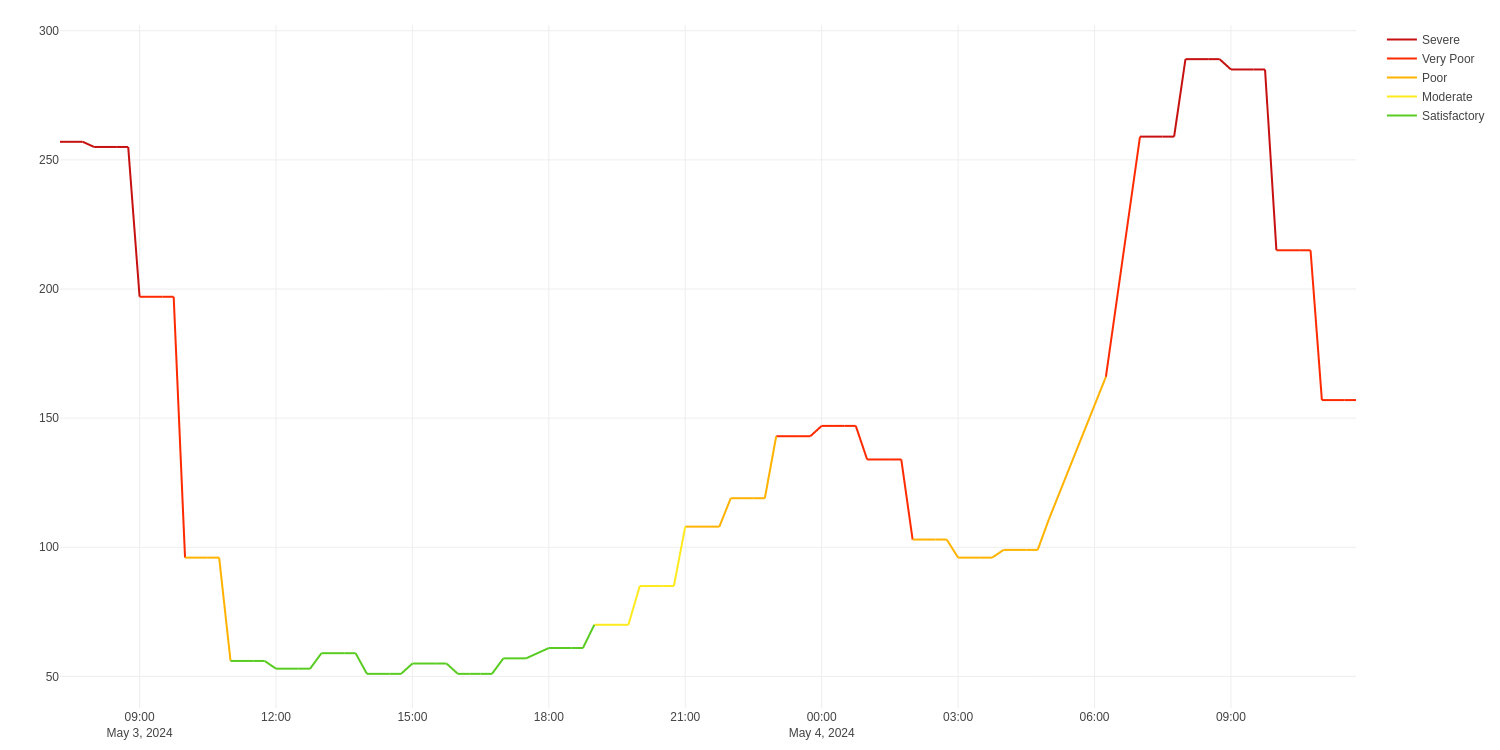 300
250
200
150
100
50
09:00
12:00
15:00
18:00
21:00
00:00
03:00
06:00
09:00
May 3, 2024
May 4, 2024
Severe
Very Poor
Poor
Moderate
Satisfactory